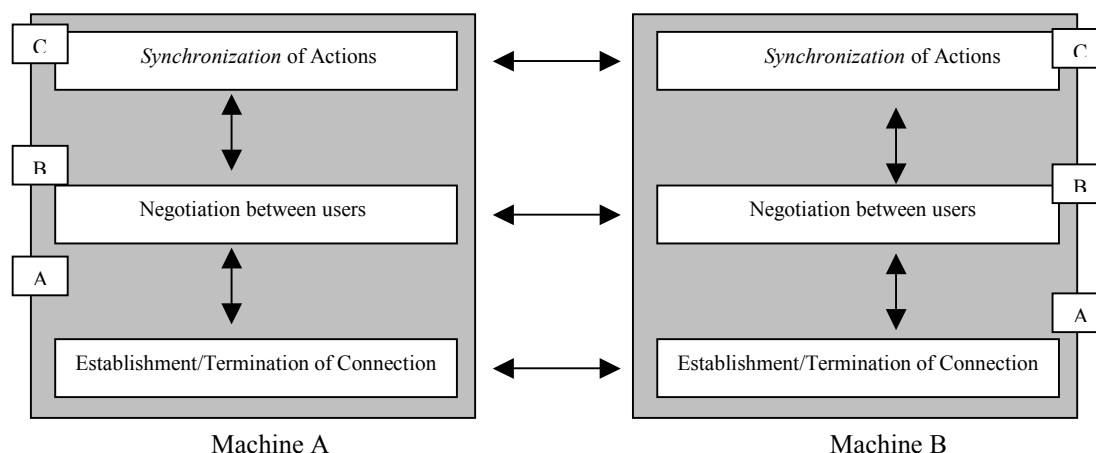 C
Synchronization of Actions
B
Negotiation between users
A
Establishment/Termination of Connection
Machine A
Synchronization of Actions
C
Negotiation between users
B
A
Establishment/Termination of Connection
Machine B